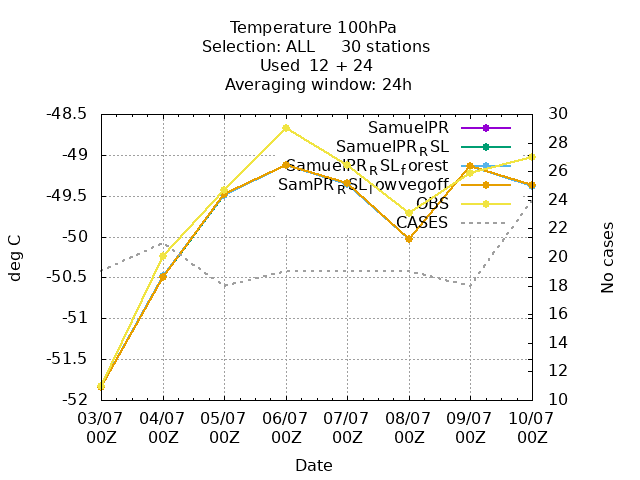 Temperature 100hPa
Selection: ALL 30 stations
Used 12 + 24
Averaging window: 24h
-48.5
-49
-49.5
-50
-50.5
-51
-51.5
-52
deg C
30
28
26
24
22
20
18
16
14
12
10
No cases
SamuelPR
SamuelPR_RSL
SamuelPR_RSL_forest
SamPR_RSL_lowvegoff
OBS
CASES
03/07 00Z
04/07 00Z
05/07 00Z
06/07 00Z
07/07 00Z
08/07 00Z
09/07 00Z
10/07 00Z
Date